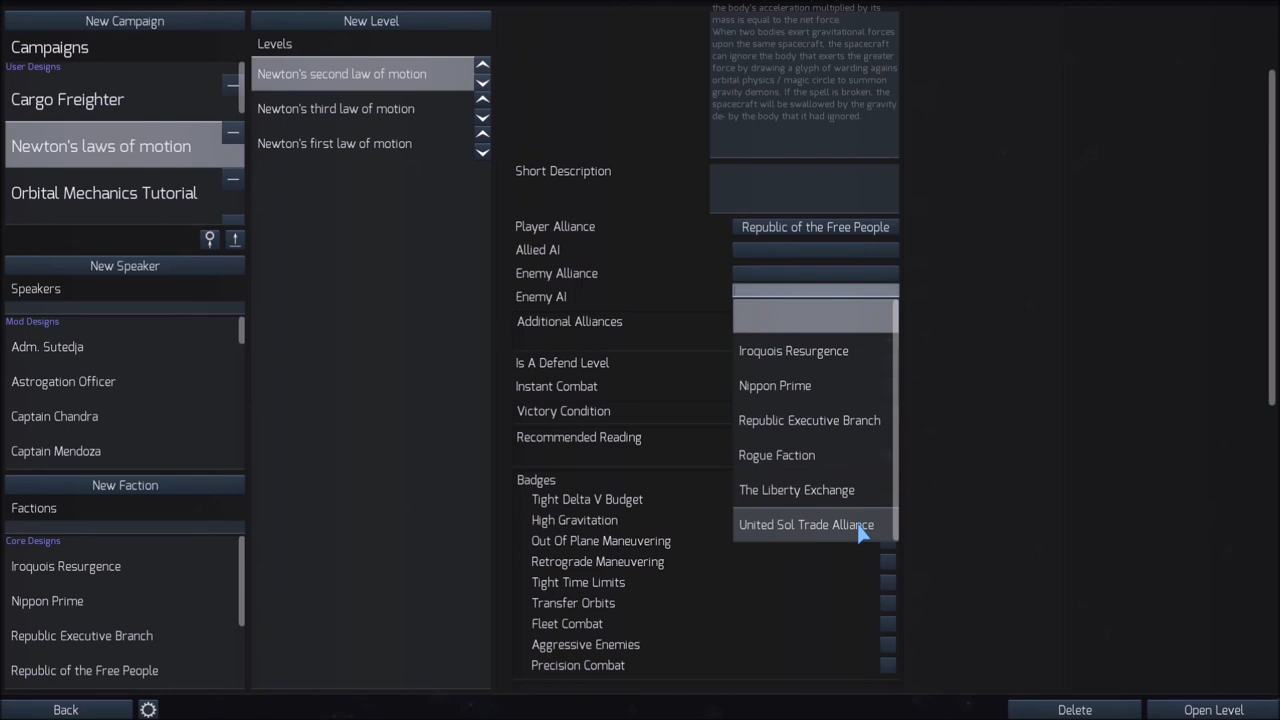 New Campaign
Campaigns
User Designs
Cargo Freighter
Newton's laws of motion
Orbital Mechanics Tutorial
New Speaker
Speakers
Mod Designs
Adm. Sutedja
Astrogation Officer
Captain Chandra
Captain Mendoza
New Faction
Factions
Core Designs
Iroquois Resurgence
Nippon Prime
Republic Executive Branch
Republic of the Free People
Back
New Level
Levels
Newton's second law of motion
Newton's third law of motion
Newton's first law of motion
the body's acceleration multiplied by its
mass is equal to the net force.
When two bodies exert gravitational forces
upon the same spacecraft, the spacecraft
can ignore the body that exerts the greater
force by drawing a glyph of warding agains
orbital physics / magic circle to summon
gravity demons. If the spell is broken, the
spacecraft will be swallowed by the gravity
de- by the body that it had ignored.
Short Description
Player Alliance
Republic of the Free People
Allied AI
Enemy Alliance
Enemy AI
Additional Alliances
Is A Defend Level
Instant Combat
Victory Condition
Recommended Reading
Iroquois Resurgence
Nippon Prime
Republic Executive Branch
Rogue Faction
The Liberty Exchange
United Sol Trade Alliance
Badges
Tight Delta V Budget
High Gravitation
Out Of Plane Maneuvering
Retrograde Maneuvering
Tight Time Limits
Transfer Orbits
Fleet Combat
Aggressive Enemies
Precision Combat
Delete
Open Level